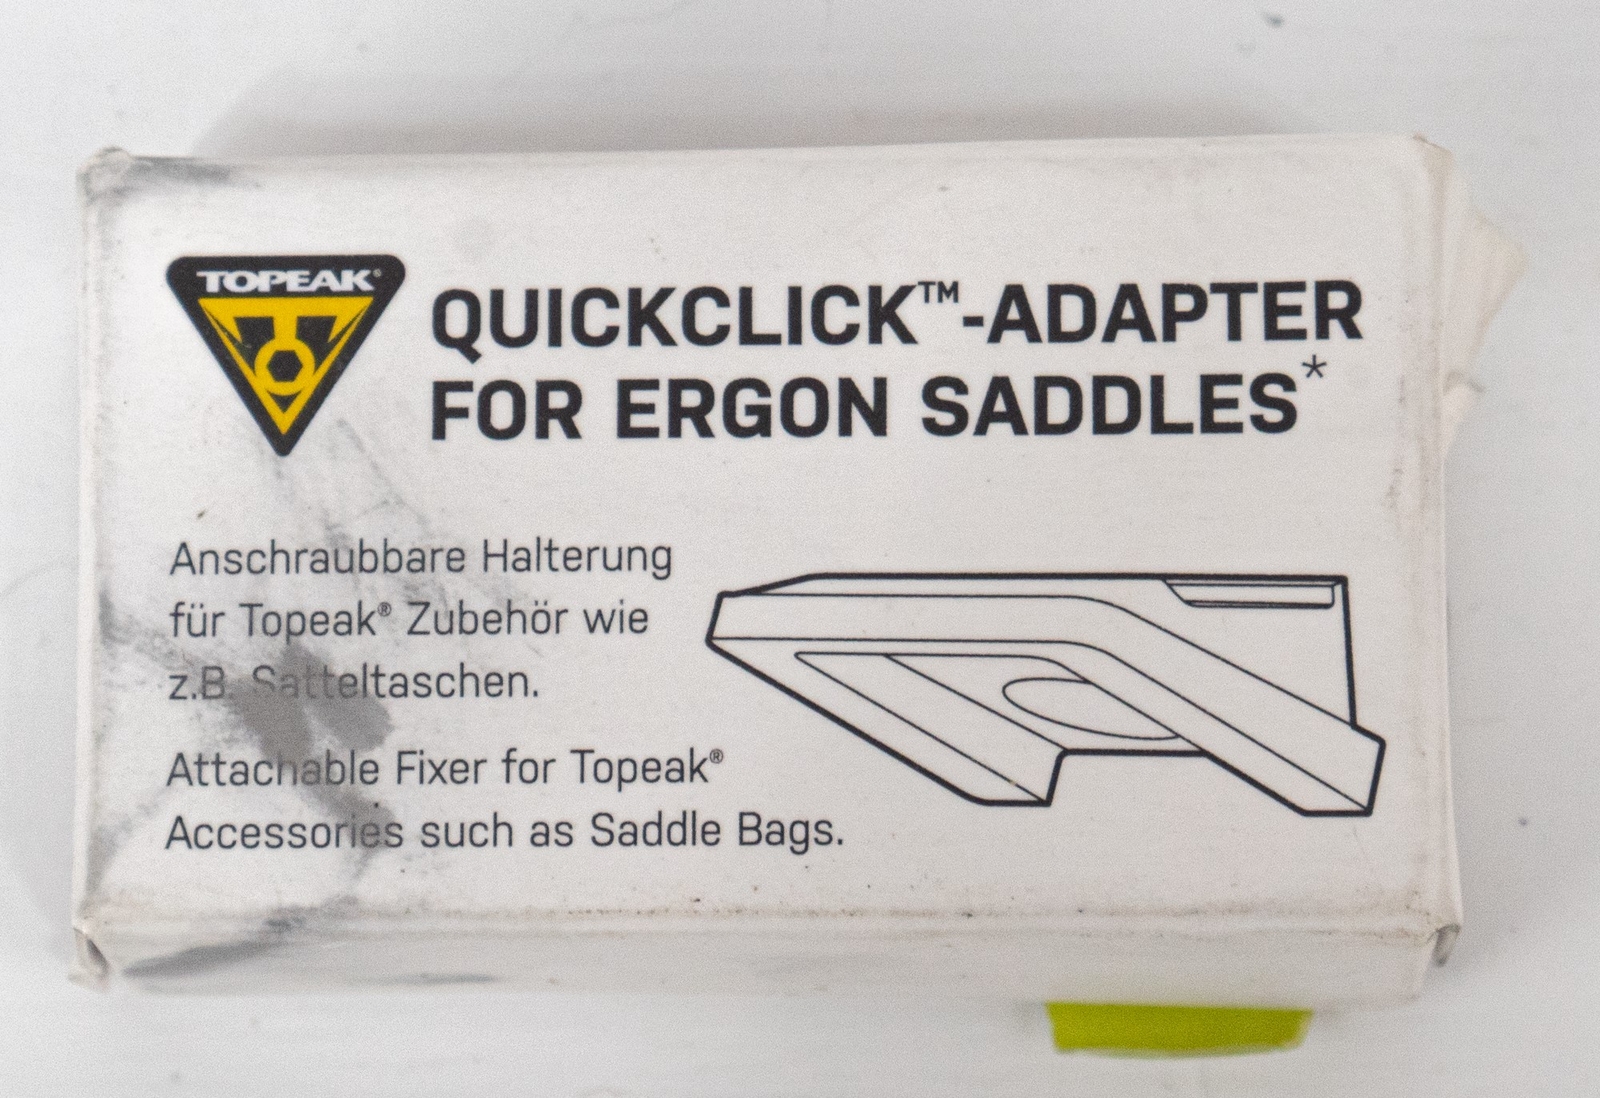 TOPEAK®
QUICKCLICK™-ADAPTER
FOR ERGON SADDLES*
Anschraubbare Halterung
für Topeak® Zubehör wie
z.B. Satteltaschen.
Attachable Fixer for Topeak®
Accessories such as Saddle Bags.